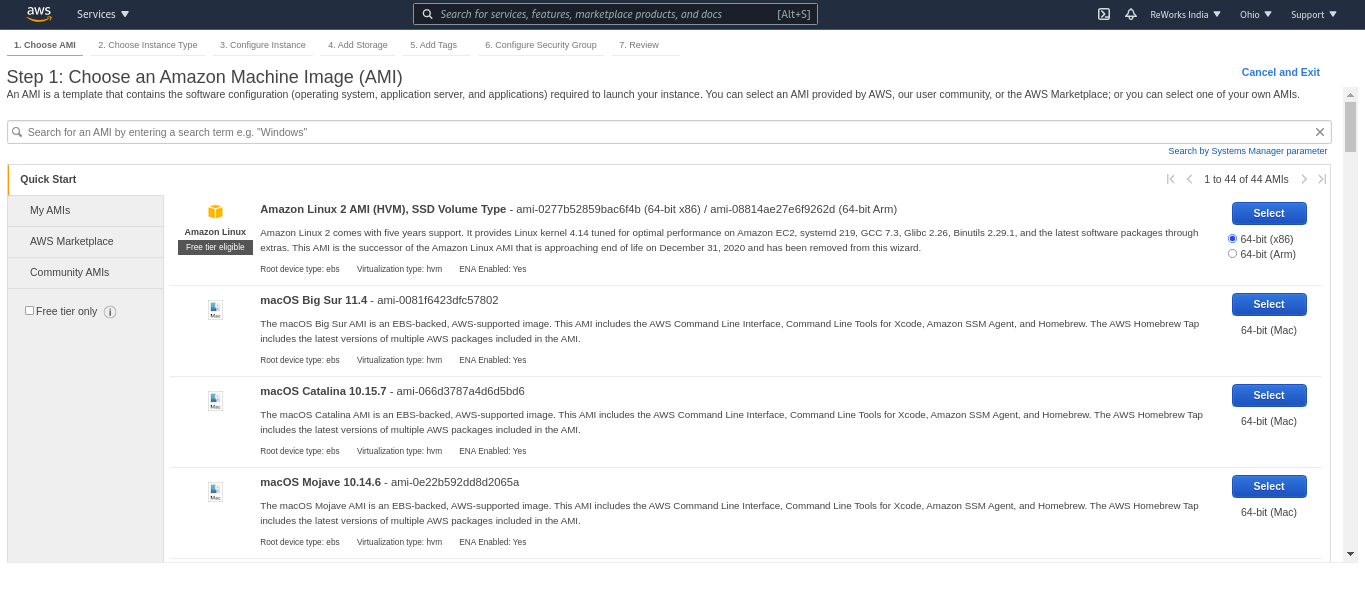 aws Services Search for services, features, marketplace products, and docs [Alt+S] ReWorks India Ohio Support
1. Choose AMI 2. Choose Instance Type 3. Configure Instance 4. Add Storage 5. Add Tags 6. Configure Security Group 7. Review
Step 1: Choose an Amazon Machine Image (AMI) Cancel and Exit
An AMI is a template that contains the software configuration (operating system, application server, and applications) required to launch your instance. You can select an AMI provided by AWS, our user community, or the AWS Marketplace; or you can select one of your own AMIs.
Search for an AMI by entering a search term e.g. "Windows"
Search by Systems Manager parameter
Quick Start
My AMIs
AWS Marketplace
Community AMIs
Free tier only
1 to 44 of 44 AMIs
Amazon Linux
Free tier eligible
Amazon Linux 2 AMI (HVM), SSD Volume Type - ami-0277b52859bac6f4b (64-bit x86) / ami-08814ae27e6f9262d (64-bit Arm)
Amazon Linux 2 comes with five years support. It provides Linux kernel 4.14 tuned for optimal performance on Amazon EC2, systemd 219, GCC 7.3, Glibc 2.26, Binutils 2.29.1, and the latest software packages through
extras. This AMI is the successor of the Amazon Linux AMI that is approaching end of life on December 31, 2020 and has been removed from this wizard.
Root device type: ebs Virtualization type: hvm ENA Enabled: Yes
Select
64-bit (x86)
64-bit (Arm)
Mac
macOS Big Sur 11.4 - ami-0081f6423dfc57802
The macOS Big Sur AMI is an EBS-backed, AWS-supported image. This AMI includes the AWS Command Line Interface, Command Line Tools for Xcode, Amazon SSM Agent, and Homebrew. The AWS Homebrew Tap
includes the latest versions of multiple AWS packages included in the AMI.
Root device type: ebs Virtualization type: hvm ENA Enabled: Yes
Select
64-bit (Mac)
Mac
macOS Catalina 10.15.7 - ami-066d3787a4d6d5bd6
The macOS Catalina AMI is an EBS-backed, AWS-supported image. This AMI includes the AWS Command Line Interface, Command Line Tools for Xcode, Amazon SSM Agent, and Homebrew. The AWS Homebrew Tap
includes the latest versions of multiple AWS packages included in the AMI.
Root device type: ebs Virtualization type: hvm ENA Enabled: Yes
Select
64-bit (Mac)
Mac
macOS Mojave 10.14.6 - ami-0e22b592dd8d2065a
The macOS Mojave AMI is an EBS-backed, AWS-supported image. This AMI includes the AWS Command Line Interface, Command Line Tools for Xcode, Amazon SSM Agent, and Homebrew. The AWS Homebrew Tap
includes the latest versions of multiple AWS packages included in the AMI.
Root device type: ebs Virtualization type: hvm ENA Enabled: Yes
Select
64-bit (Mac)